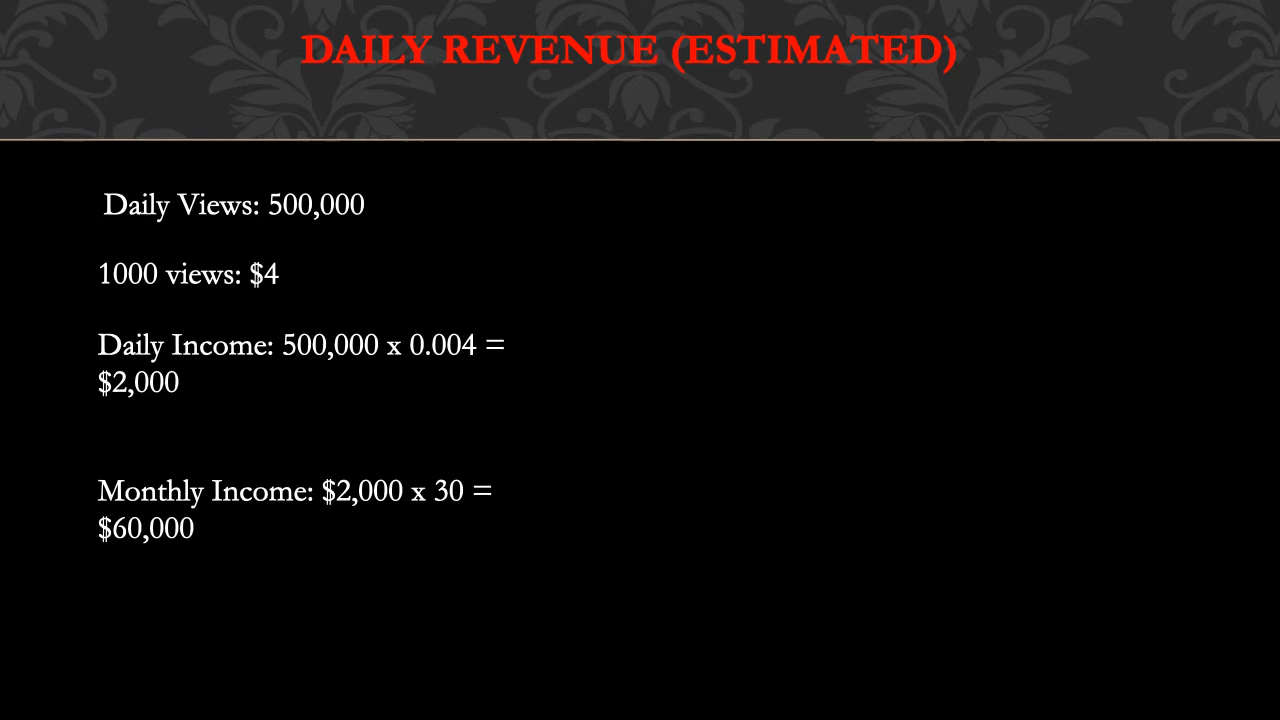 DAILY REVENUE (ESTIMATED)
Daily Views: 500,000
1000 views: $4
Daily Income: 500,000 x 0.004 =
$2,000
Monthly Income: $2,000 x 30 =
$60,000